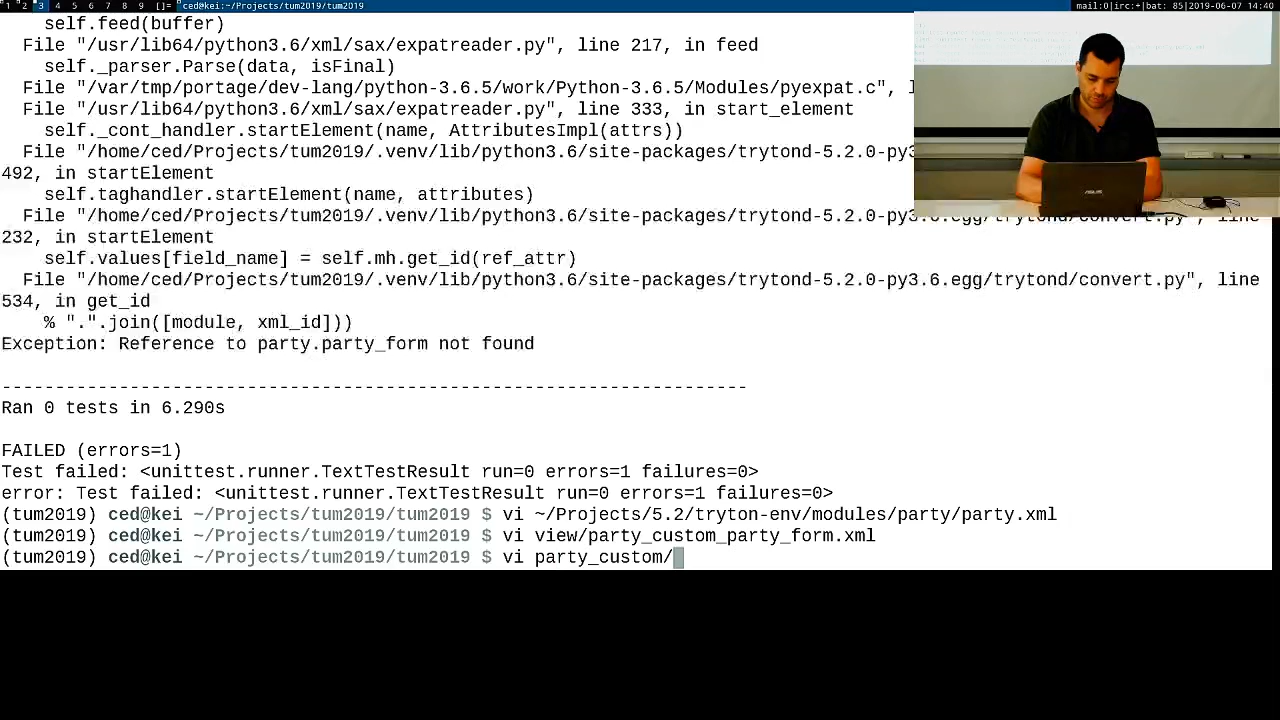 1 2 3 4 5 6 7 8 9 []= ced@kei:~/Projects/tum2019/tum2019 mail:0|irc:+|bat: 85|2019-06-07 14:40
self.feed(buffer)
File "/usr/lib64/python3.6/xml/sax/expatreader.py", line 217, in feed
self._parser.Parse(data, isFinal)
File "/var/tmp/portage/dev-lang/python-3.6.5/work/Python-3.6.5/Modules/pyexpat.c",
File "/usr/lib64/python3.6/xml/sax/expatreader.py", line 333, in start_element
self._cont_handler.startElement(name, AttributesImpl(attrs))
File "/home/ced/Projects/tum2019/.venv/lib/python3.6/site-packages/trytond-5.2.0-py3
492, in startElement
self.taghandler.startElement(name, attributes)
File "/home/ced/Projects/tum2019/.venv/lib/python3.6/site-packages/trytond-5.2.0-py3.6.egg/trytond/convert.py", line
232, in startElement
self.values[field_name] = self.mh.get_id(ref_attr)
File "/home/ced/Projects/tum2019/.venv/lib/python3.6/site-packages/trytond-5.2.0-py3.6.egg/trytond/convert.py", line
534, in get_id
% ".".join([module, xml_id]))
Exception: Reference to party.party_form not found
----------------------------------------------------------------------
Ran 0 tests in 6.290s
FAILED (errors=1)
Test failed: <unittest.runner.TextTestResult run=0 errors=1 failures=0>
error: Test failed: <unittest.runner.TextTestResult run=0 errors=1 failures=0>
(tum2019) ced@kei ~/Projects/tum2019/tum2019 $ vi ~/Projects/5.2/tryton-env/modules/party/party.xml
(tum2019) ced@kei ~/Projects/tum2019/tum2019 $ vi view/party_custom_party_form.xml
(tum2019) ced@kei ~/Projects/tum2019/tum2019 $ vi party_custom/
ASUS